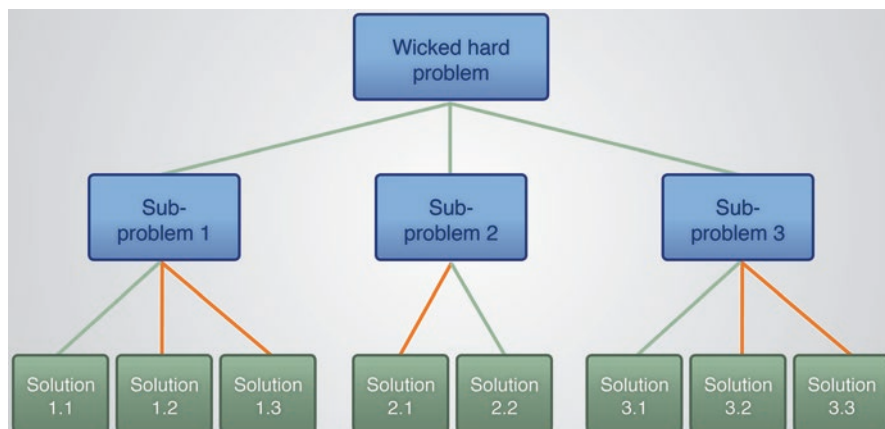 Wicked hard
problem
Sub-
problem 1
Sub-
problem 2
Sub-
problem 3
Solution
1.1
Solution
1.2
Solution
1.3
Solution
2.1
Solution
2.2
Solution
3.1
Solution
3.2
Solution
3.3